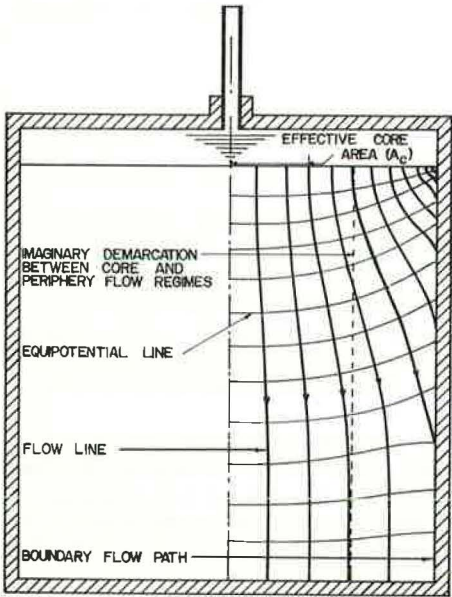 EFFECTIVE CORE
AREA (Ac)
IMAGINARY DEMARCATION
BETWEEN CORE AND
PERIPHERY FLOW REGIMES
EQUIPOTENTIAL LINE
FLOW LINE
BOUNDARY FLOW PATH